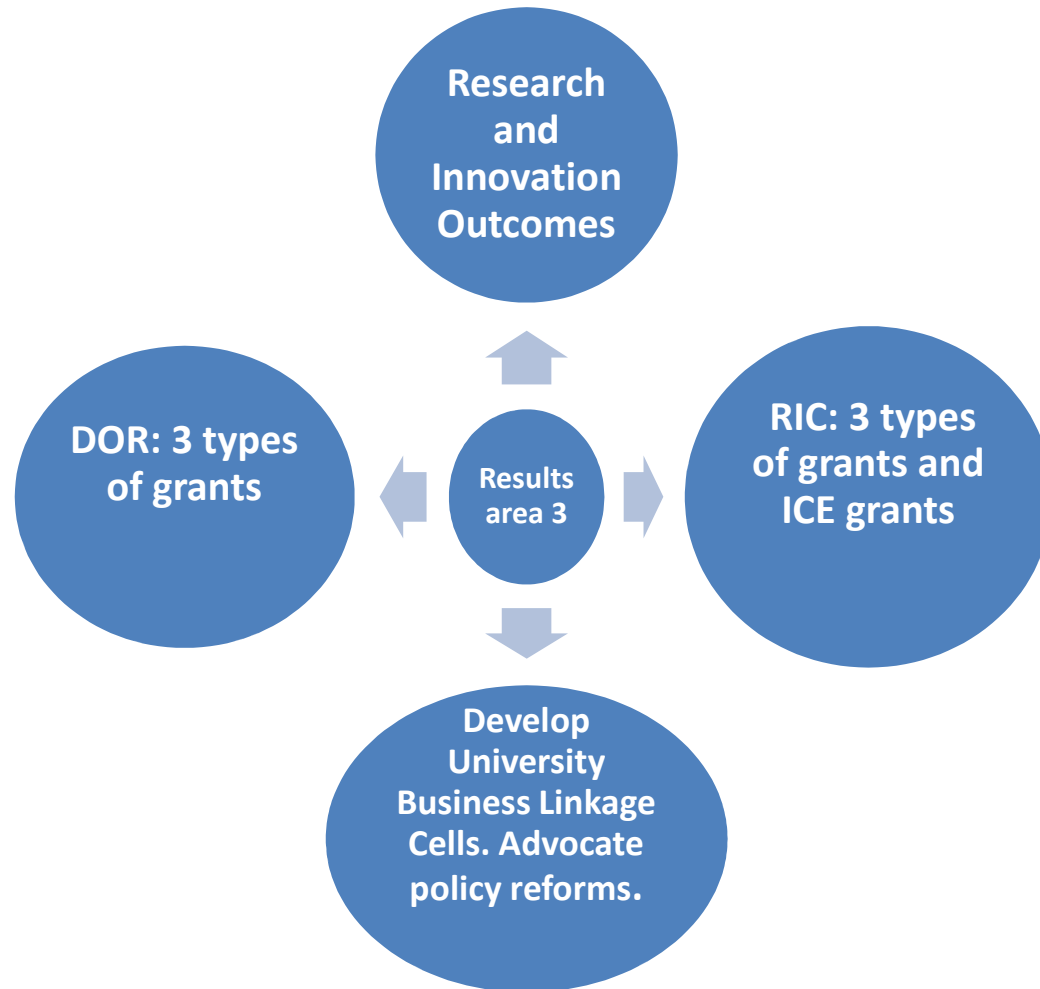 Research
and
Innovation
Outcomes
DOR: 3 types
of grants
Results
area 3
RIC: 3 types
of grants and
ICE grants
Develop
University
Business Linkage
Cells. Advocate
policy reforms.